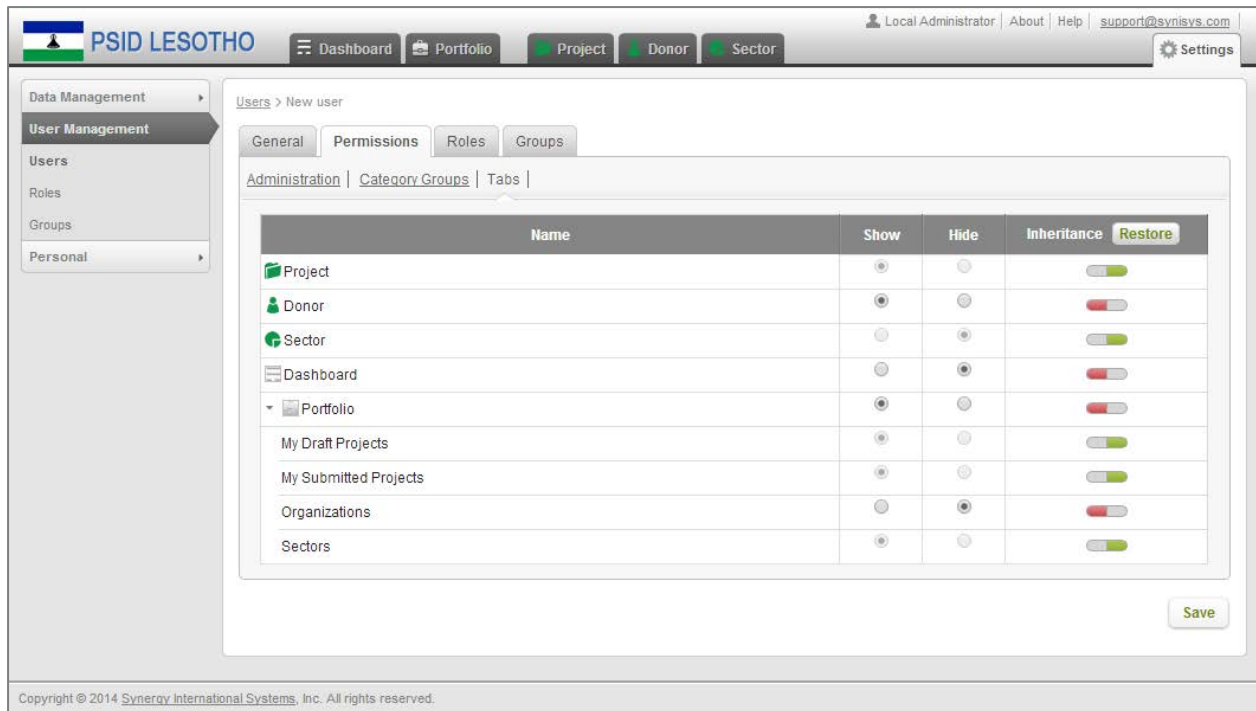 Local Administrator | About | Help | support@synisys.com |
PSID LESOTHO Dashboard Portfolio Project Donor Sector Settings
Data Management
User Management
Users
Roles
Groups
Personal
Users > New user
General Permissions Roles Groups
Administration | Category Groups | Tabs |
Name Show Hide Inheritance Restore
Project
Donor
Sector
Dashboard
Portfolio
My Draft Projects
My Submitted Projects
Organizations
Sectors
Save
Copyright © 2014 Synergy International Systems, Inc. All rights reserved.